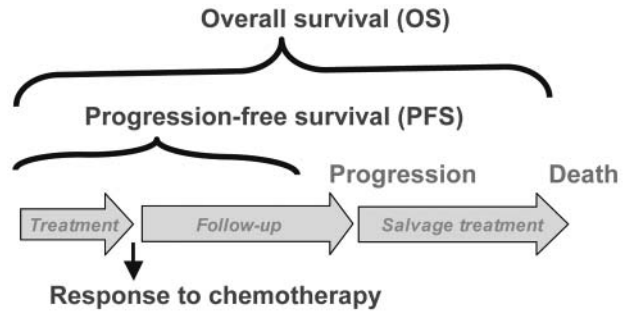 Overall survival (OS)
Progression-free survival (PFS)
Progression
Death
Treatment
Follow-up
Salvage treatment
Response to chemotherapy